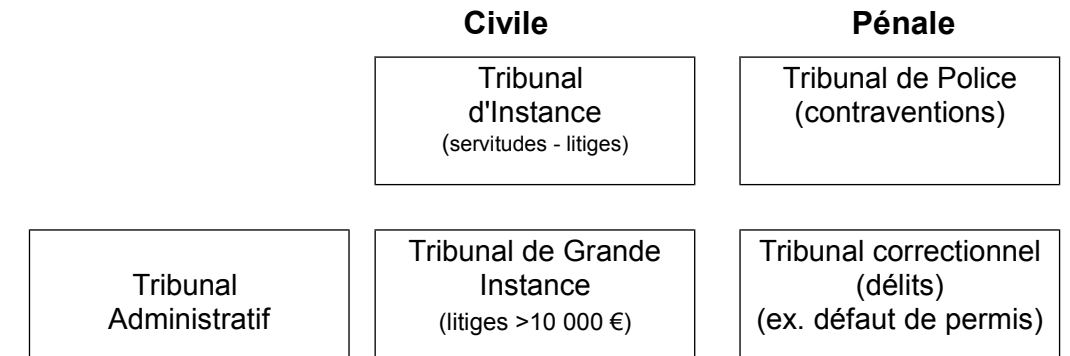 Civile
Pénale
Tribunal
d'Instance
(servitudes - litiges)
Tribunal de Police
(contraventions)
Tribunal
Administratif
Tribunal de Grande
Instance
(litiges >10 000 €)
Tribunal correctionnel
(délits)
(ex. défaut de permis)